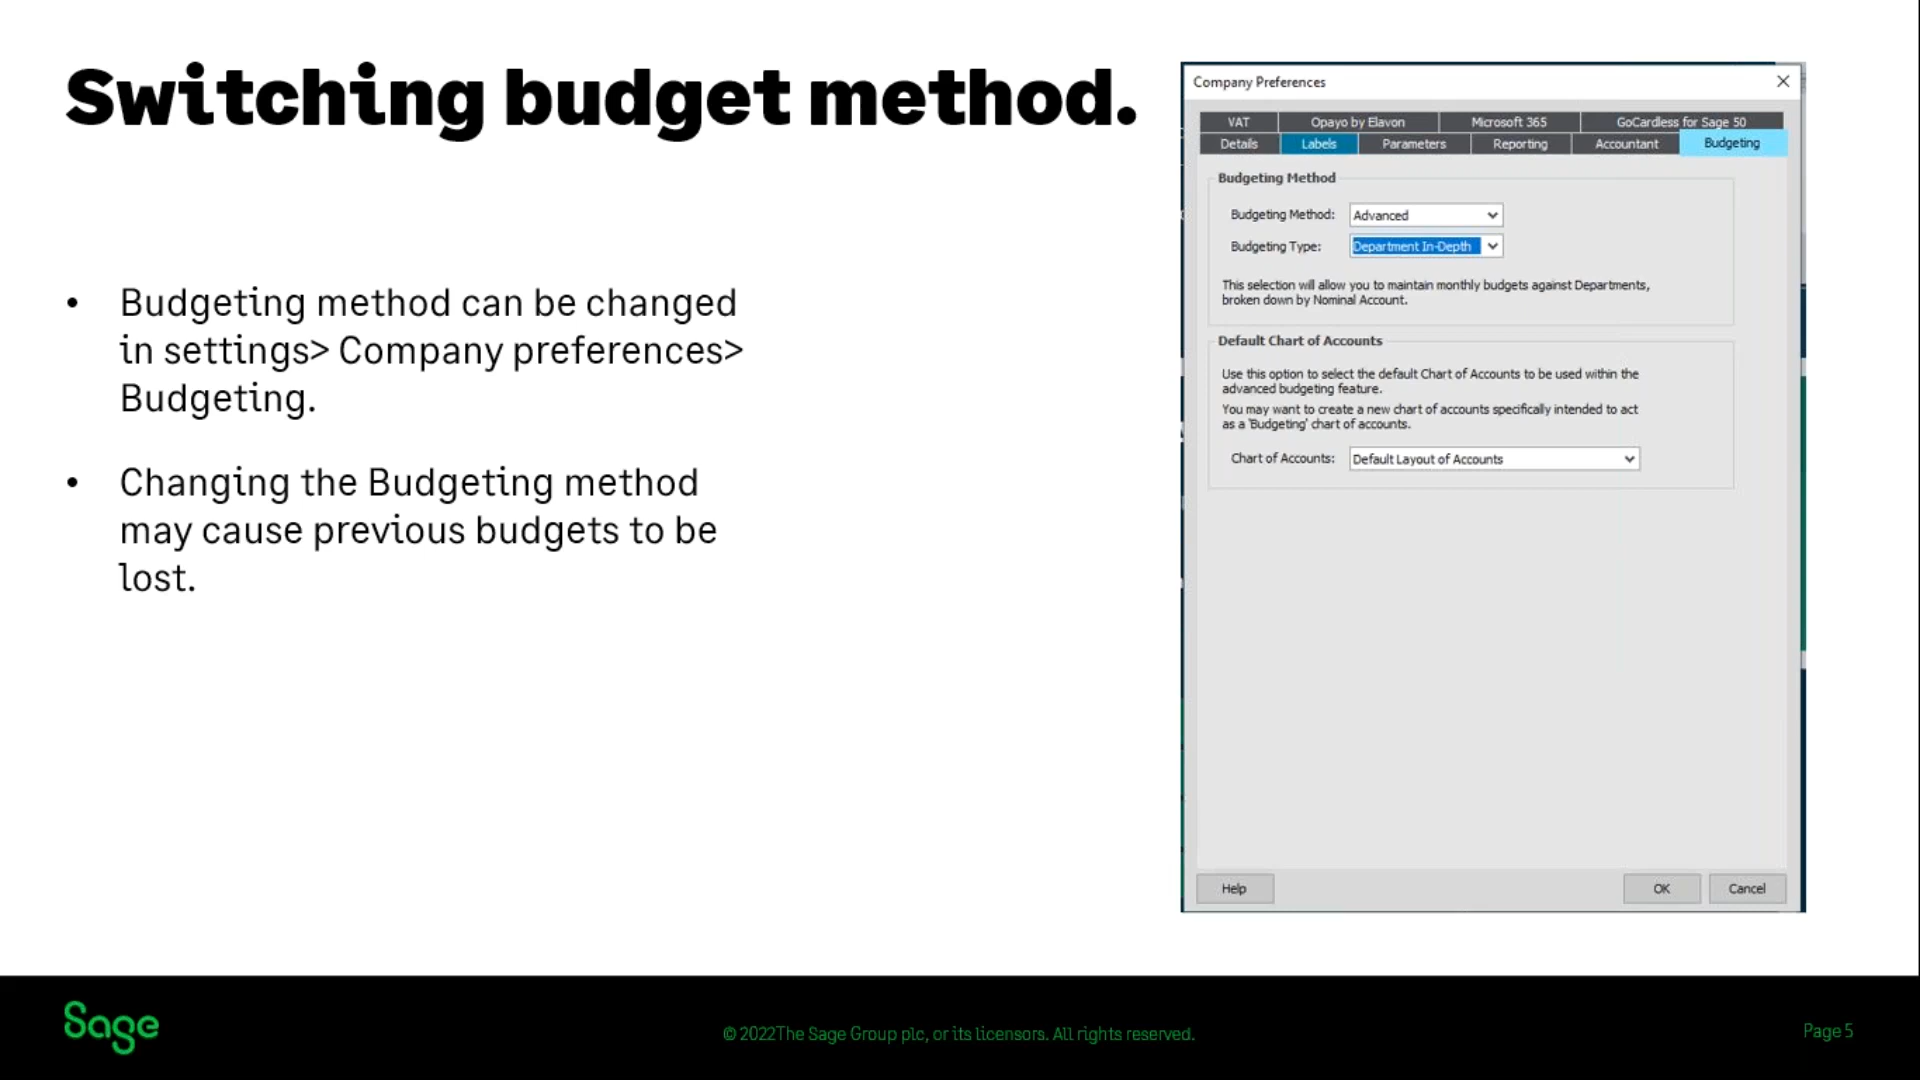 Switching budget method.
• Budgeting method can be changed
in settings> Company preferences>
Budgeting.
• Changing the Budgeting method
may cause previous budgets to be
lost.
Company Preferences
VAT Opayo by Elavon Microsoft 365 GoCardless for Sage 50
Details Labels Parameters Reporting Accountant Budgeting
Budgeting Method
Budgeting Method: Advanced
Budgeting Type: Department In-Depth
This selection will allow you to maintain monthly budgets against Departments,
broken down by Nominal Account.
Default Chart of Accounts
Use this option to select the default Chart of Accounts to be used within the
advanced budgeting feature.
You may want to create a new chart of accounts specifically intended to act
as a 'Budgeting' chart of accounts.
Chart of Accounts: Default Layout of Accounts
Help OK Cancel
Sage
© 2022The Sage Group plc, or its licensors. All rights reserved.
Page 5